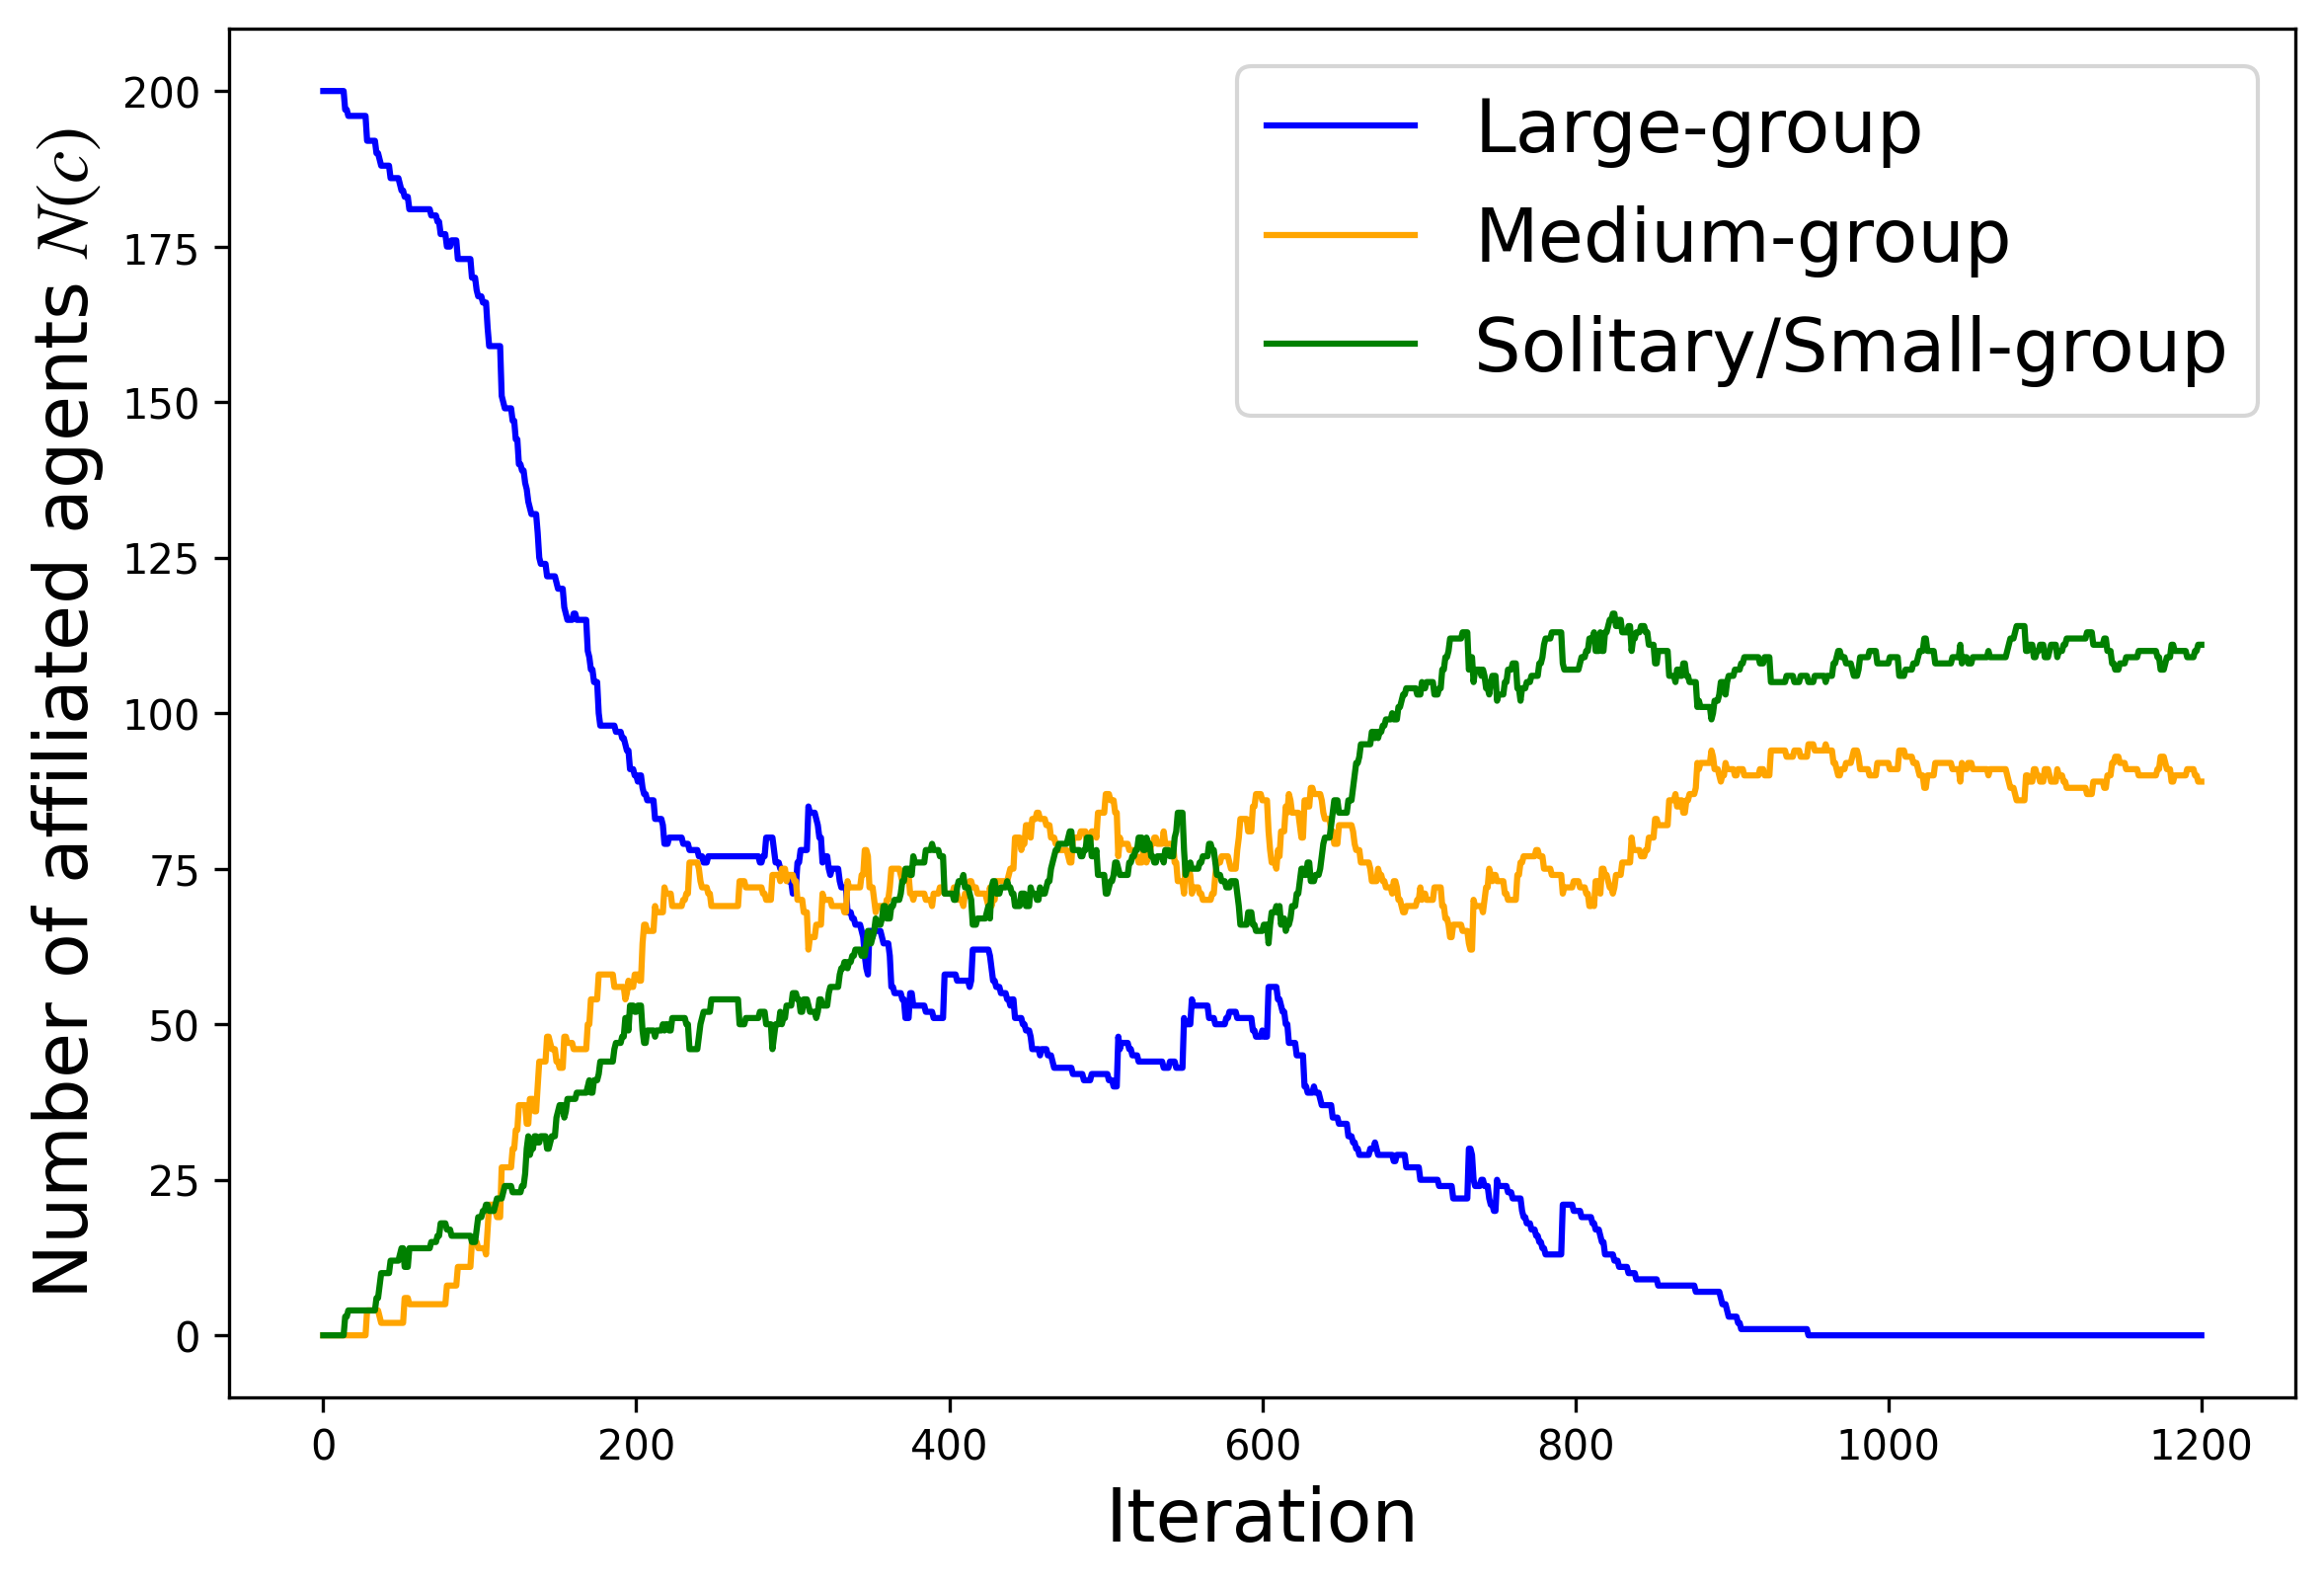 Number of affiliated agents N(c)
200
175
150
125
100
75
50
25
0
Large-group
Medium-group
Solitary/Small-group
0 200 400 600 800 1000 1200
Iteration